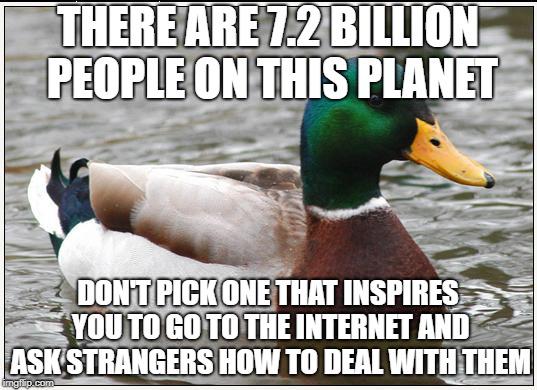 THERE ARE 7.2 BILLION
PEOPLE ON THIS PLANET
DON'T PICK ONE THAT INSPIRES
YOU TO GO TO THE INTERNET AND
ASK STRANGERS HOW TO DEAL WITH THEM
imgflip.com